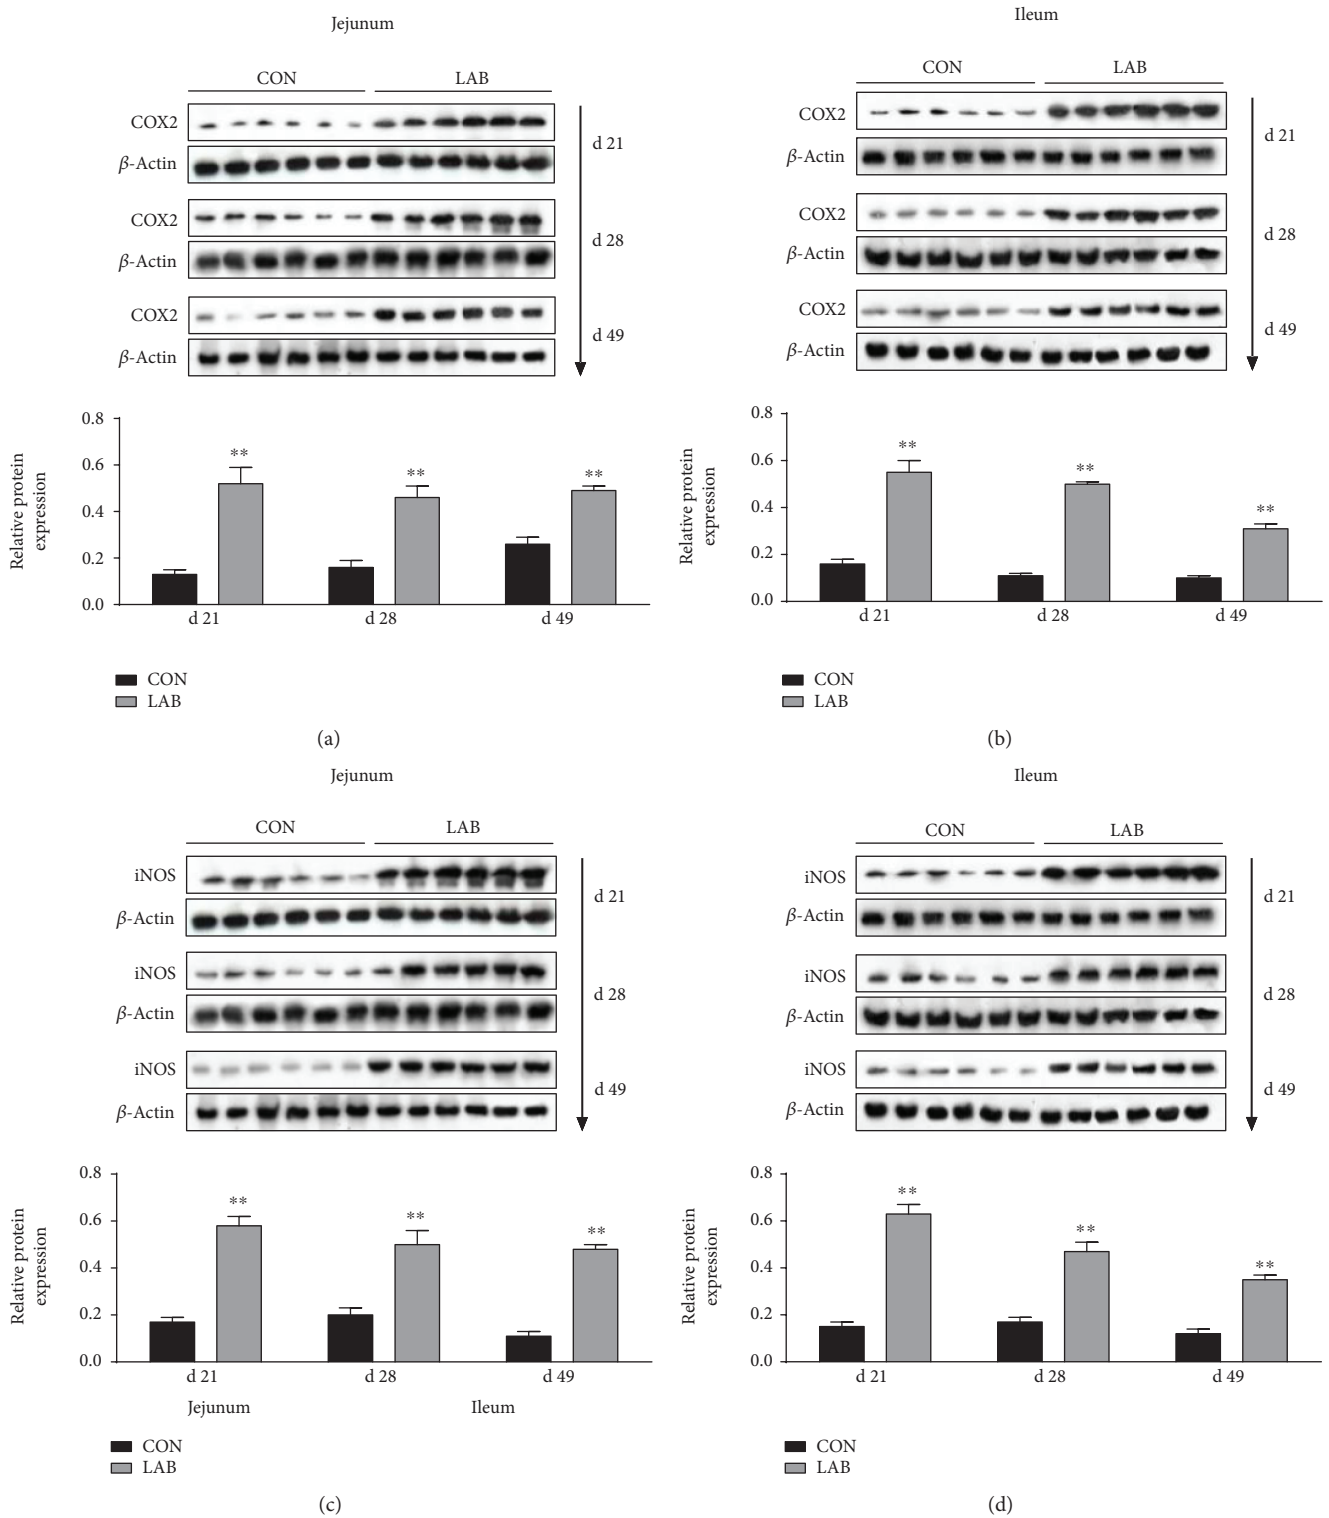 Jejunum
CON LAB
COX2
β-Actin
d 21
COX2
β-Actin
d 28
COX2
β-Actin
d 49
Relative protein
expression
0.8
0.6
0.4
0.2
0.0
** ** **
d 21 d 28 d 49
CON
LAB
(a)
Ileum
CON LAB
COX2
β-Actin
d 21
COX2
β-Actin
d 28
COX2
β-Actin
d 49
Relative protein
expression
0.8
0.6
0.4
0.2
0.0
** ** **
d 21 d 28 d 49
CON
LAB
(b)
Jejunum
CON LAB
iNOS
β-Actin
d 21
iNOS
β-Actin
d 28
iNOS
β-Actin
d 49
Relative protein
expression
0.8
0.6
0.4
0.2
0.0
** ** **
d 21 d 28 d 49
Jejunum Ileum
CON
LAB
(c)
Ileum
CON LAB
iNOS
β-Actin
d 21
iNOS
β-Actin
d 28
iNOS
β-Actin
d 49
Relative protein
expression
0.8
0.6
0.4
0.2
0.0
** ** **
d 21 d 28 d 49
CON
LAB
(d)